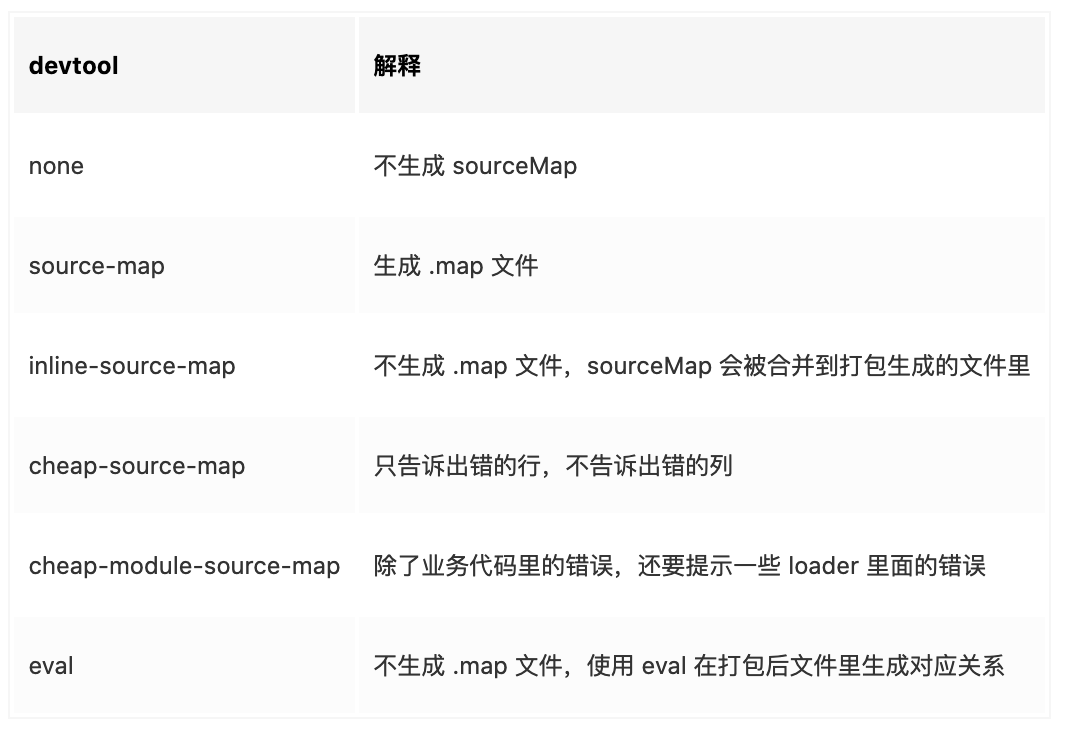 devtool 解释
none 不生成 sourceMap
source-map 生成 .map 文件
inline-source-map 不生成 .map 文件，sourceMap 会被合并到打包生成的文件里
cheap-source-map 只告诉出错的行，不告诉出错的列
cheap-module-source-map 除了业务代码里的错误，还要提示一些 loader 里面的错误
eval 不生成 .map 文件，使用 eval 在打包后文件里生成对应关系